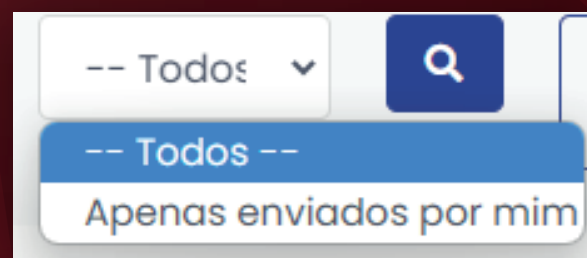 -- Todos
-- Todos --
Apenas enviados por mim